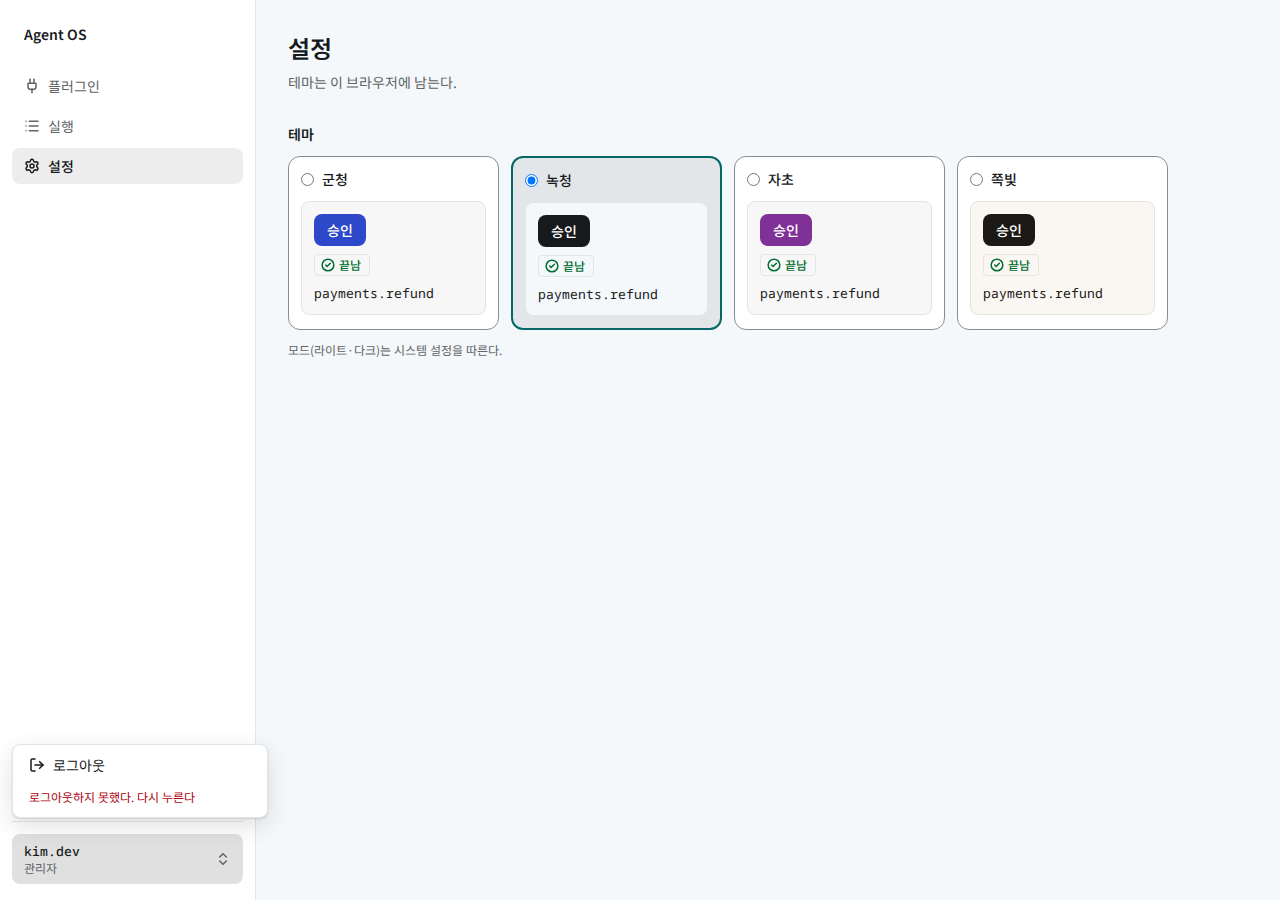 Agent OS
플러그인
실행
설정
설정
테마는 이 브라우저에 남는다.
테마
군청
승인
끝남
payments.refund
녹청
승인
끝남
payments.refund
자초
승인
끝남
payments.refund
쪽빛
승인
끝남
payments.refund
모드(라이트·다크)는 시스템 설정을 따른다.
로그아웃
로그아웃하지 못했다. 다시 누른다
kim.dev
관리자